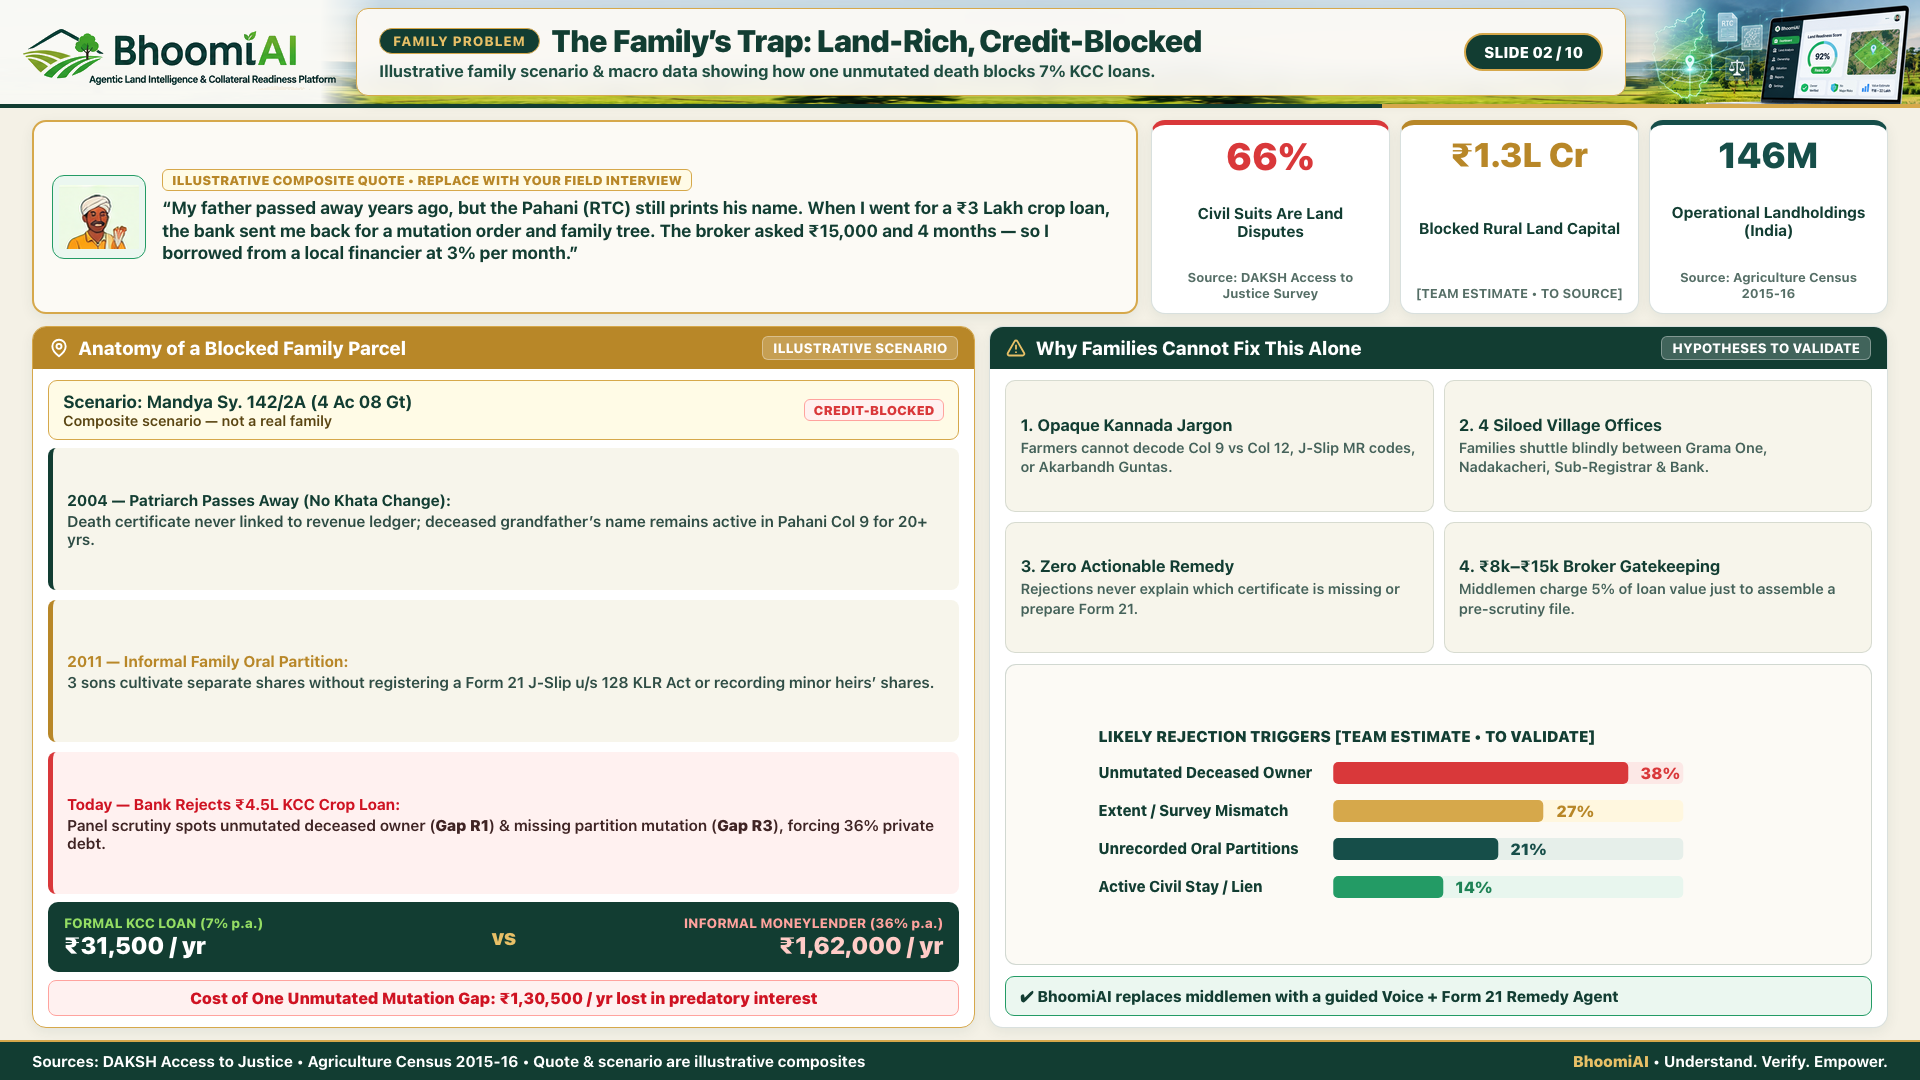 BhoomiAI
Agentic Land Intelligence & Collateral Readiness Platform
FAMILY PROBLEM
The Family's Trap: Land-Rich, Credit-Blocked
Illustrative family scenario & macro data showing how one unmutated death blocks 7% KCC loans.
SLIDE 02 / 10
BhoomiAI
Land Readiness Score
92%
RTC
ILLUSTRATIVE COMPOSITE QUOTE • REPLACE WITH YOUR FIELD INTERVIEW
“My father passed away years ago, but the Pahani (RTC) still prints his name. When I went for a ₹3 Lakh crop loan,
the bank sent me back for a mutation order and family tree. The broker asked ₹15,000 and 4 months — so I
borrowed from a local financier at 3% per month.”
66%
Civil Suits Are Land
Disputes
Source: DAKSH Access to
Justice Survey
₹1.3L Cr
Blocked Rural Land Capital
[TEAM ESTIMATE • TO SOURCE]
146M
Operational Landholdings
(India)
Source: Agriculture Census
2015-16
Anatomy of a Blocked Family Parcel
ILLUSTRATIVE SCENARIO
Scenario: Mandya Sy. 142/2A (4 Ac 08 Gt)
Composite scenario — not a real family
CREDIT-BLOCKED
2004 — Patriarch Passes Away (No Khata Change):
Death certificate never linked to revenue ledger; deceased grandfather’s name remains active in Pahani Col 9 for 20+
yrs.
2011 — Informal Family Oral Partition:
3 sons cultivate separate shares without registering a Form 21 J-Slip u/s 128 KLR Act or recording minor heirs’ shares.
Today — Bank Rejects ₹4.5L KCC Crop Loan:
Panel scrutiny spots unmutated deceased owner (Gap R1) & missing partition mutation (Gap R3), forcing 36% private
debt.
FORMAL KCC LOAN (7% p.a.)
₹31,500 / yr
VS
INFORMAL MONEYLENDER (36% p.a.)
₹1,62,000 / yr
Cost of One Unmutated Mutation Gap: ₹1,30,500 / yr lost in predatory interest
Why Families Cannot Fix This Alone
HYPOTHESES TO VALIDATE
1. Opaque Kannada Jargon
Farmers cannot decode Col 9 vs Col 12, J-Slip MR codes,
or Akarbandh Guntas.
2. 4 Siloed Village Offices
Families shuttle blindly between Grama One,
Nadakacheri, Sub-Registrar & Bank.
3. Zero Actionable Remedy
Rejections never explain which certificate is missing or
prepare Form 21.
4. ₹8k–₹15k Broker Gatekeeping
Middlemen charge 5% of loan value just to assemble a
pre-scrutiny file.
LIKELY REJECTION TRIGGERS [TEAM ESTIMATE • TO VALIDATE]
Unmutated Deceased Owner 38%
Extent / Survey Mismatch 27%
Unrecorded Oral Partitions 21%
Active Civil Stay / Lien 14%
✔ BhoomiAI replaces middlemen with a guided Voice + Form 21 Remedy Agent
Sources: DAKSH Access to Justice • Agriculture Census 2015-16 • Quote & scenario are illustrative composites
BhoomiAI • Understand. Verify. Empower.